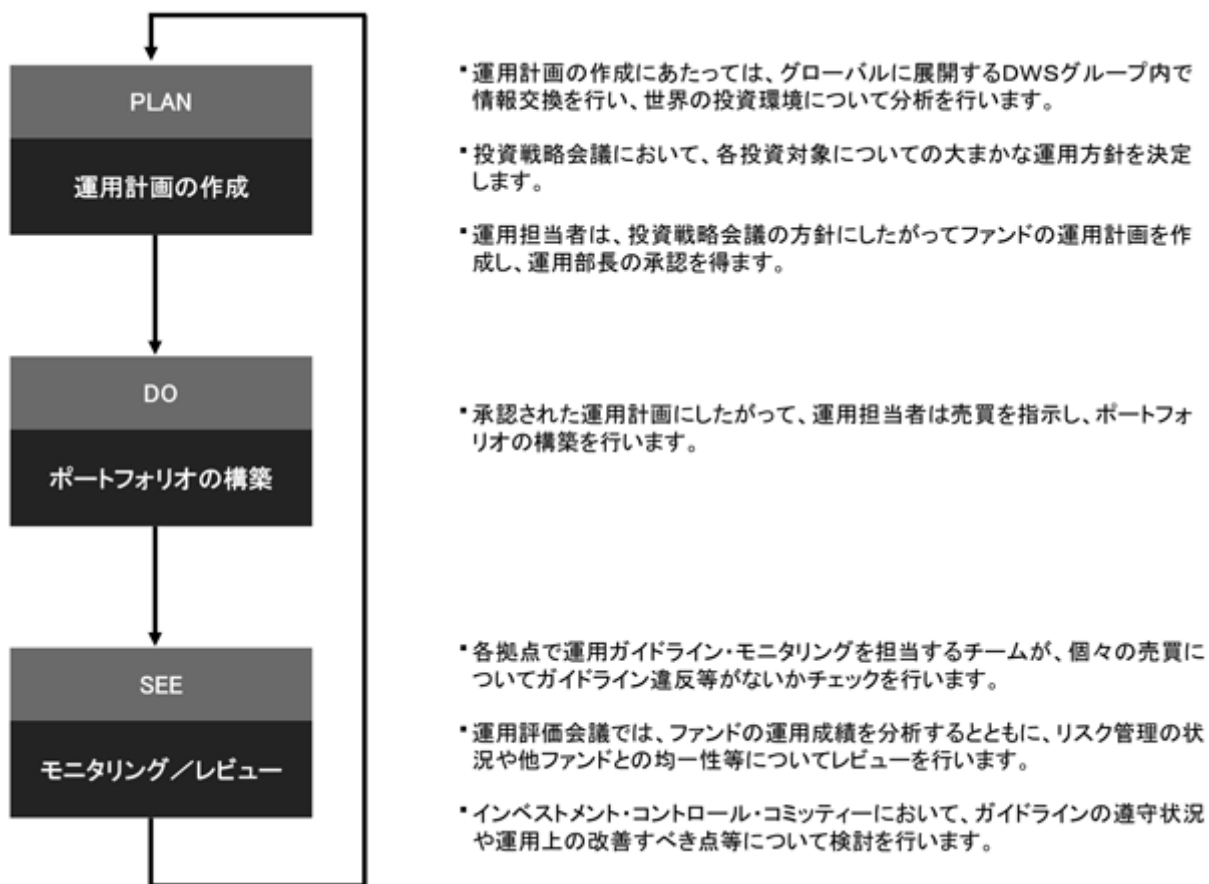 PLAN
運用計画の作成
▪運用計画の作成にあたっては、グローバルに展開するDWSグループ内で
情報交換を行い、世界の投資環境について分析を行います。
▪投資戦略会議において、各投資対象についての大まかな運用方針を決定
します。
▪運用担当者は、投資戦略会議の方針にしたがってファンドの運用計画を作
成し、運用部長の承認を得ます。
DO
ポートフォリオの構築
▪承認された運用計画にしたがって、運用担当者は売買を指示し、ポートフォ
リオの構築を行います。
SEE
モニタリング／レビュー
▪各拠点で運用ガイドライン・モニタリングを担当するチームが、個々の売買に
ついてガイドライン違反等がないかチェックを行います。
▪運用評価会議では、ファンドの運用成績を分析するとともに、リスク管理の状
況や他ファンドとの均一性等についてレビューを行います。
▪インベストメント・コントロール・コミッティーにおいて、ガイドラインの遵守状況
や運用上の改善すべき点等について検討を行います。